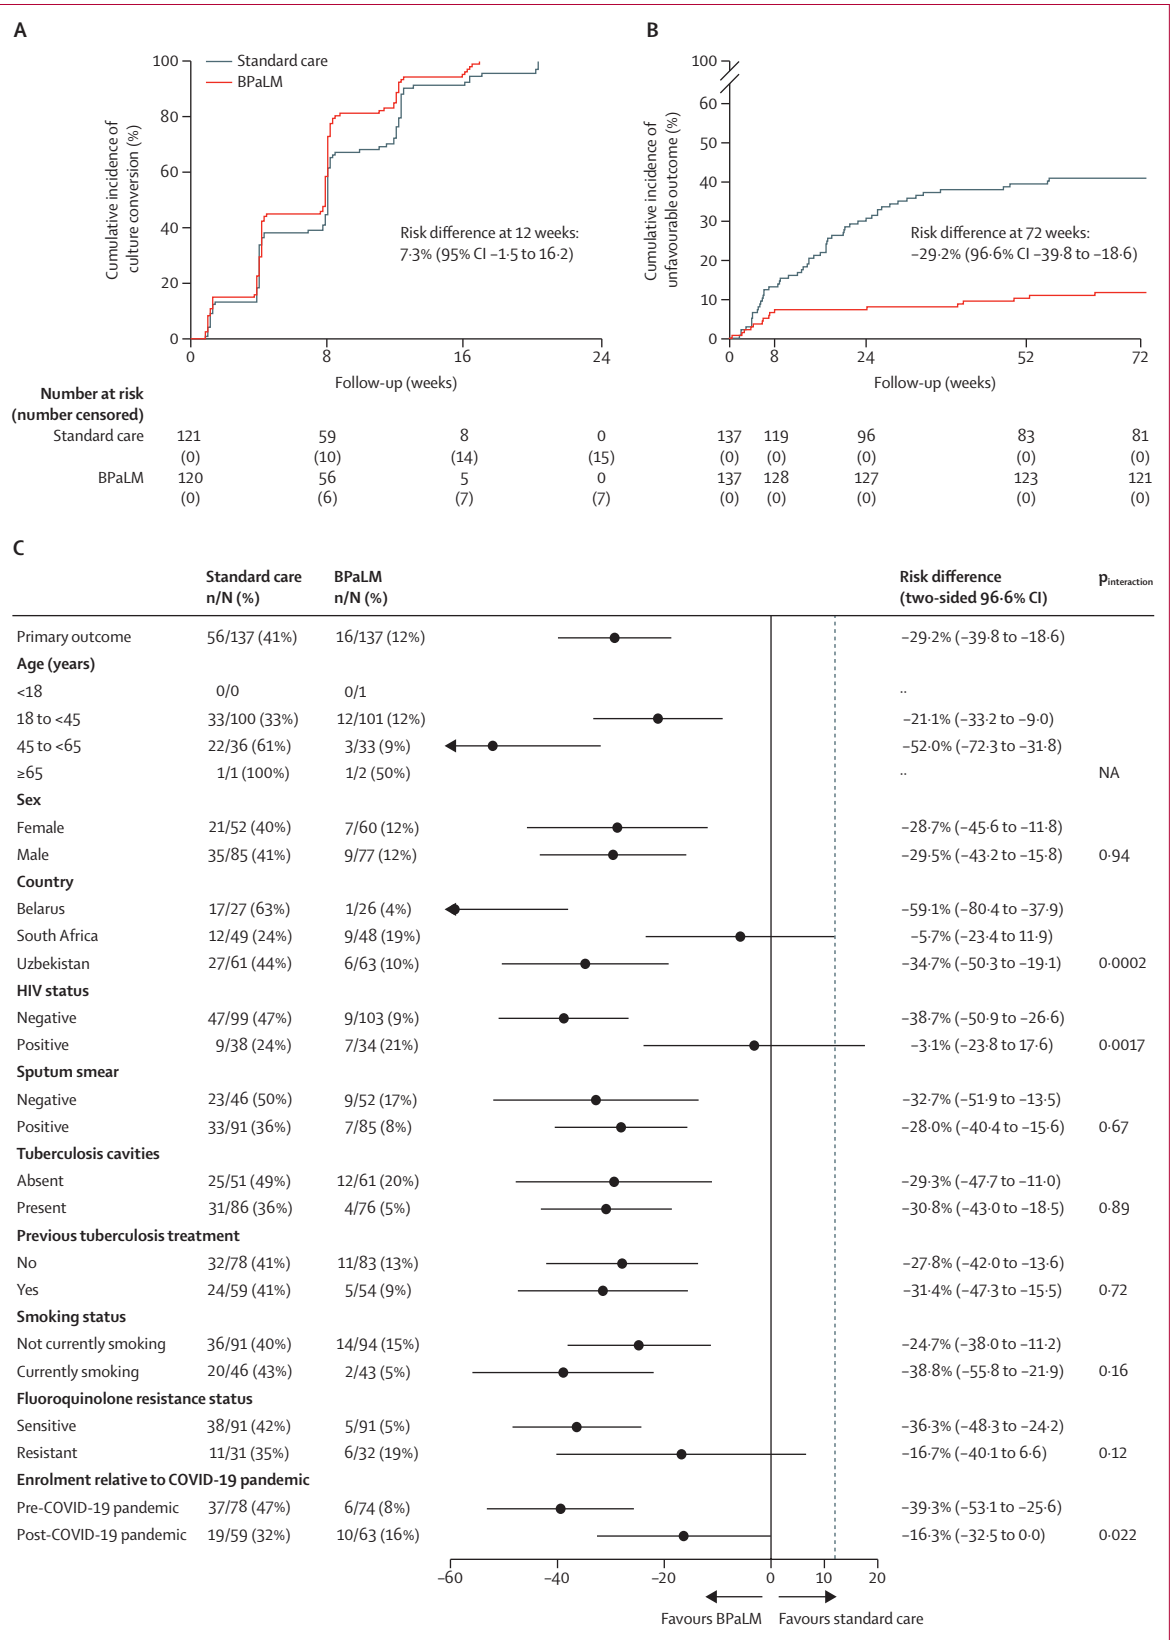 A
100
80
60
40
20
0
Cumulative incidence of
culture conversion (%)
Standard care
BPaLM
Risk difference at 12 weeks:
7·3% (95% CI –1·5 to 16·2)
0 8 16 24
Follow-up (weeks)
B
100
60
50
40
30
20
10
0
Cumulative incidence of
unfavourable outcome (%)
Risk difference at 72 weeks:
–29·2% (96·6% CI –39·8 to –18·6)
0 8 24 52 72
Follow-up (weeks)
Number at risk
(number censored)
Standard care 121 59 8 0 137 119 96 83 81
(0) (10) (14) (15) (0) (0) (0) (0) (0)
BPaLM 120 56 5 0 137 128 127 123 121
(0) (6) (7) (7) (0) (0) (0) (0) (0)
C
Standard care BPaLM Risk difference pinteraction
n/N (%) n/N (%) (two-sided 96·6% CI)
Primary outcome 56/137 (41%) 16/137 (12%) –29·2% (–39·8 to –18·6)
Age (years)
<18 0/0 0/1 ··
18 to <45 33/100 (33%) 12/101 (12%) –21·1% (–33·2 to –9·0)
45 to <65 22/36 (61%) 3/33 (9%) –52·0% (–72·3 to –31·8)
≥65 1/1 (100%) 1/2 (50%) ·· NA
Sex
Female 21/52 (40%) 7/60 (12%) –28·7% (–45·6 to –11·8)
Male 35/85 (41%) 9/77 (12%) –29·5% (–43·2 to –15·8) 0·94
Country
Belarus 17/27 (63%) 1/26 (4%) –59·1% (–80·4 to –37·9)
South Africa 12/49 (24%) 9/48 (19%) –5·7% (–23·4 to 11·9)
Uzbekistan 27/61 (44%) 6/63 (10%) –34·7% (–50·3 to –19·1) 0·0002
HIV status
Negative 47/99 (47%) 9/103 (9%) –38·7% (–50·9 to –26·6)
Positive 9/38 (24%) 7/34 (21%) –3·1% (–23·8 to 17·6) 0·0017
Sputum smear
Negative 23/46 (50%) 9/52 (17%) –32·7% (–51·9 to –13·5)
Positive 33/91 (36%) 7/85 (8%) –28·0% (–40·4 to –15·6) 0·67
Tuberculosis cavities
Absent 25/51 (49%) 12/61 (20%) –29·3% (–47·7 to –11·0)
Present 31/86 (36%) 4/76 (5%) –30·8% (–43·0 to –18·5) 0·89
Previous tuberculosis treatment
No 32/78 (41%) 11/83 (13%) –27·8% (–42·0 to –13·6)
Yes 24/59 (41%) 5/54 (9%) –31·4% (–47·3 to –15·5) 0·72
Smoking status
Not currently smoking 36/91 (40%) 14/94 (15%) –24·7% (–38·0 to –11·2)
Currently smoking 20/46 (43%) 2/43 (5%) –38·8% (–55·8 to –21·9) 0·16
Fluoroquinolone resistance status
Sensitive 38/91 (42%) 5/91 (5%) –36·3% (–48·3 to –24·2)
Resistant 11/31 (35%) 6/32 (19%) –16·7% (–40·1 to 6·6) 0·12
Enrolment relative to COVID-19 pandemic
Pre-COVID-19 pandemic 37/78 (47%) 6/74 (8%) –39·3% (–53·1 to –25·6)
Post-COVID-19 pandemic 19/59 (32%) 10/63 (16%) –16·3% (–32·5 to 0·0) 0·022
–60 –40 –20 0 10 20
Favours BPaLM Favours standard care